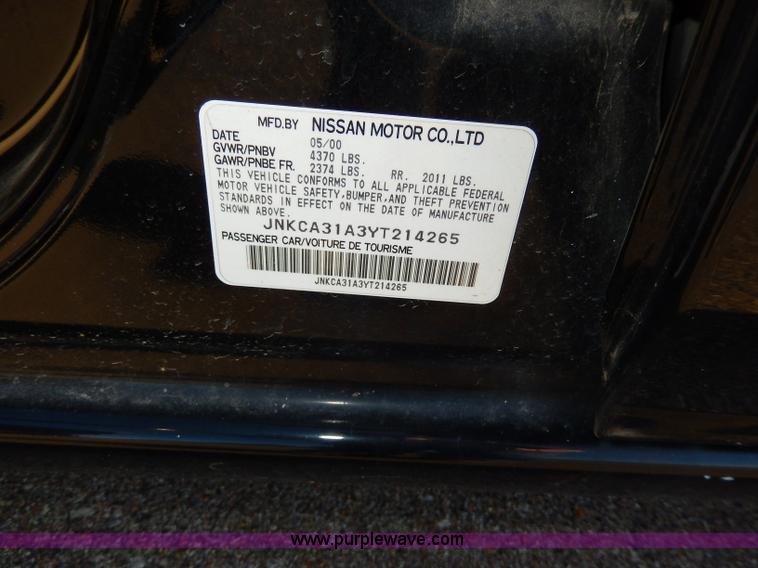 MFD.BY NISSAN MOTOR CO.,LTD
DATE 05/00
GVWR/PNBV 4370 LBS.
GAWR/PNBE FR. 2374 LBS. RR. 2011 LBS.
THIS VEHICLE CONFORMS TO ALL APPLICABLE FEDERAL
MOTOR VEHICLE SAFETY,BUMPER,AND THEFT PREVENTION
STANDARDS IN EFFECT ON THE DATE OF MANUFACTURE
SHOWN ABOVE.
JNKCA31A3YT214265
PASSENGER CAR/VOITURE DE TOURISME
JNKCA31A3YT214265
www.purplewave.com